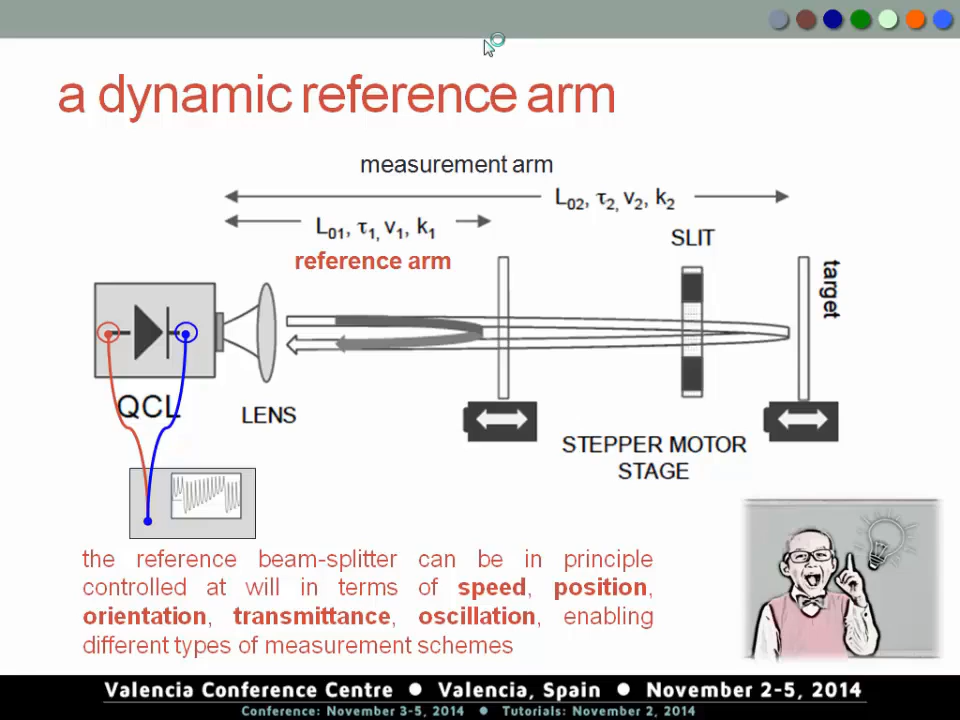 a dynamic reference arm
measurement arm
L02, τ2, v2, k2
L01, τ1, v1, k1
reference arm
SLIT
target
QCL
LENS
STEPPER MOTOR
STAGE
the reference beam-splitter can be in principle
controlled at will in terms of speed, position,
orientation, transmittance, oscillation, enabling
different types of measurement schemes
Valencia Conference Centre ● Valencia, Spain ● November 2-5, 2014
Conference: November 3-5, 2014 ● Tutorials: November 2, 2014